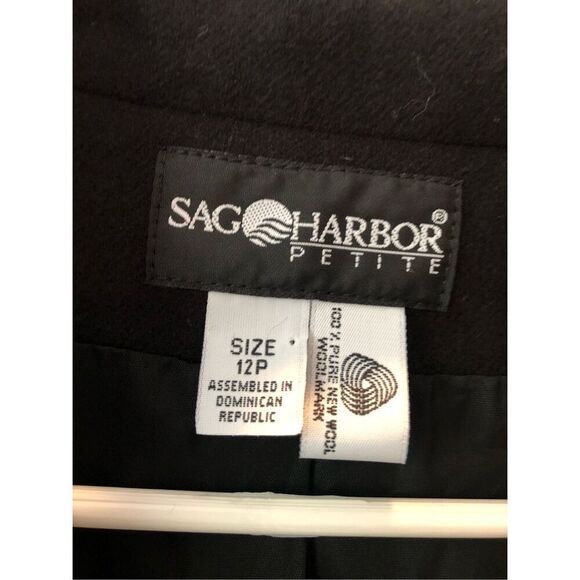 SAG HARBOR®
PETITE
SIZE
12P
ASSEMBLED IN
DOMINICAN
REPUBLIC
100% PURE NEW WOOL
WOOLMARK